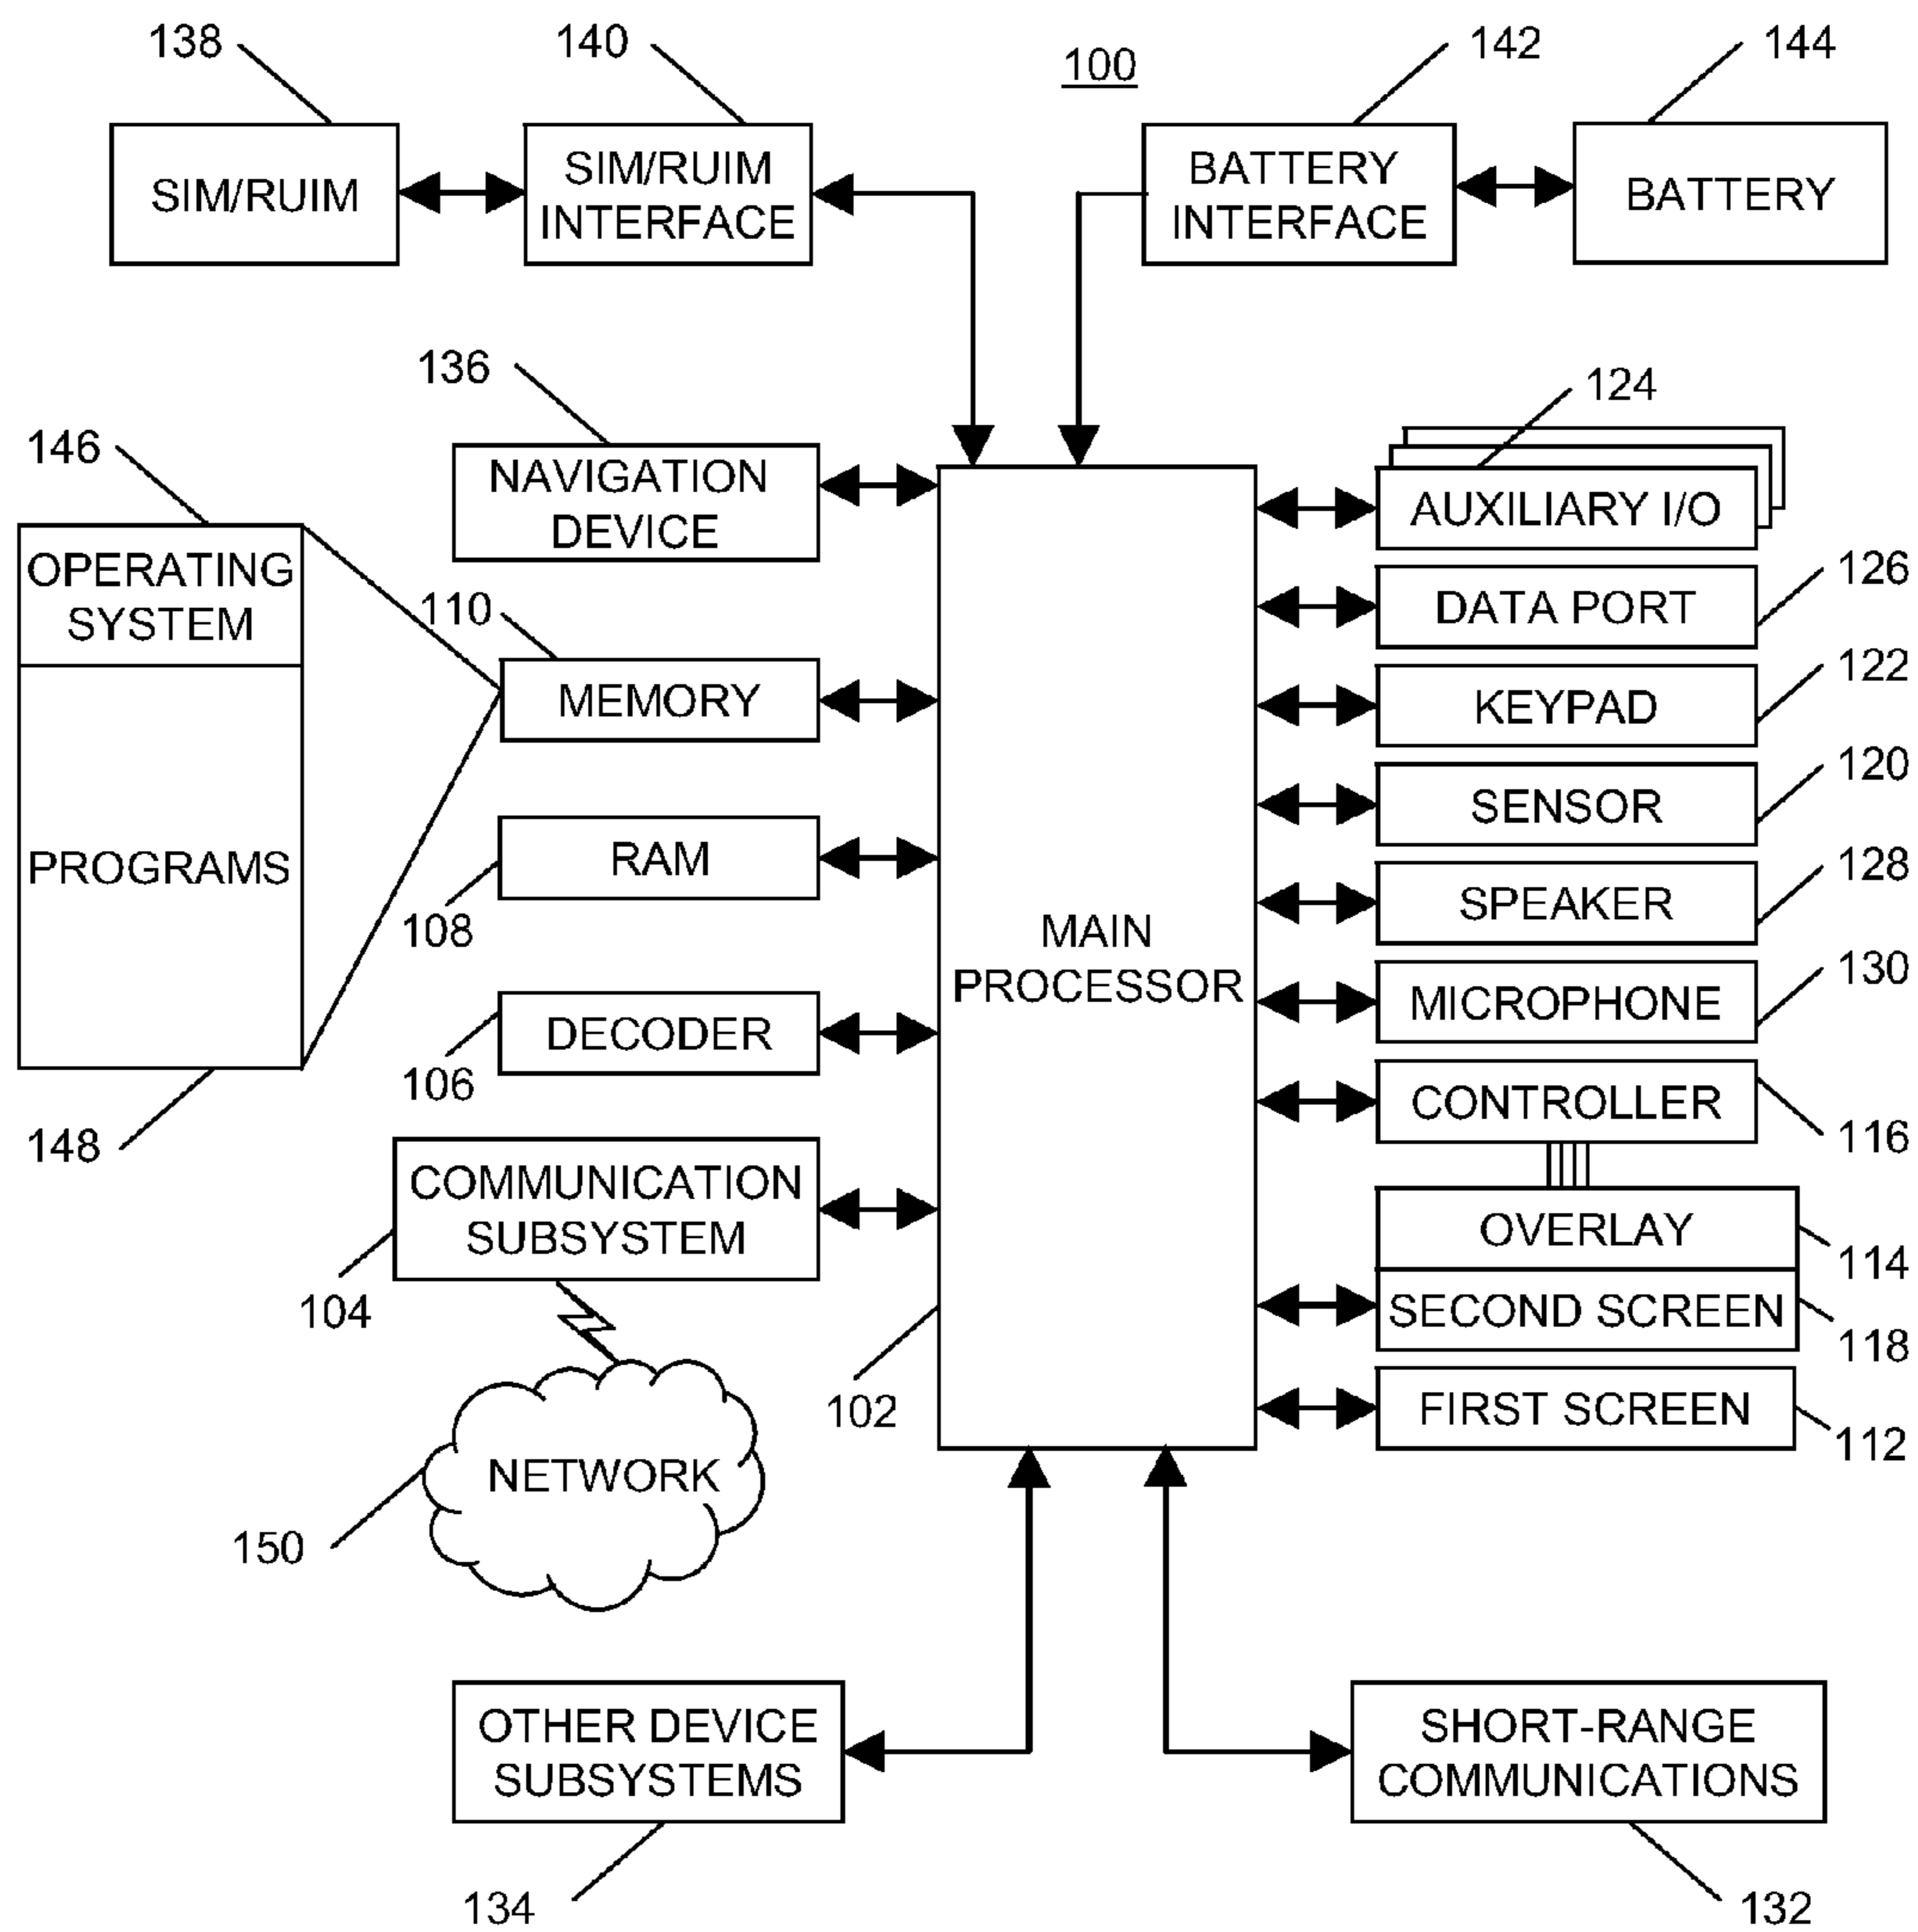 138
140
100
142
144
SIM/RUIM
SIM/RUIM
INTERFACE
BATTERY
INTERFACE
BATTERY
136
124
146
NAVIGATION
DEVICE
AUXILIARY I/O
OPERATING
SYSTEM
126
DATA PORT
110
MEMORY
122
KEYPAD
120
SENSOR
PROGRAMS
RAM
108
128
SPEAKER
MAIN
PROCESSOR
130
MICROPHONE
DECODER
106
CONTROLLER
116
148
COMMUNICATION
SUBSYSTEM
104
OVERLAY
114
SECOND SCREEN
118
102
FIRST SCREEN
112
NETWORK
150
OTHER DEVICE
SUBSYSTEMS
SHORT-RANGE
COMMUNICATIONS
134
132